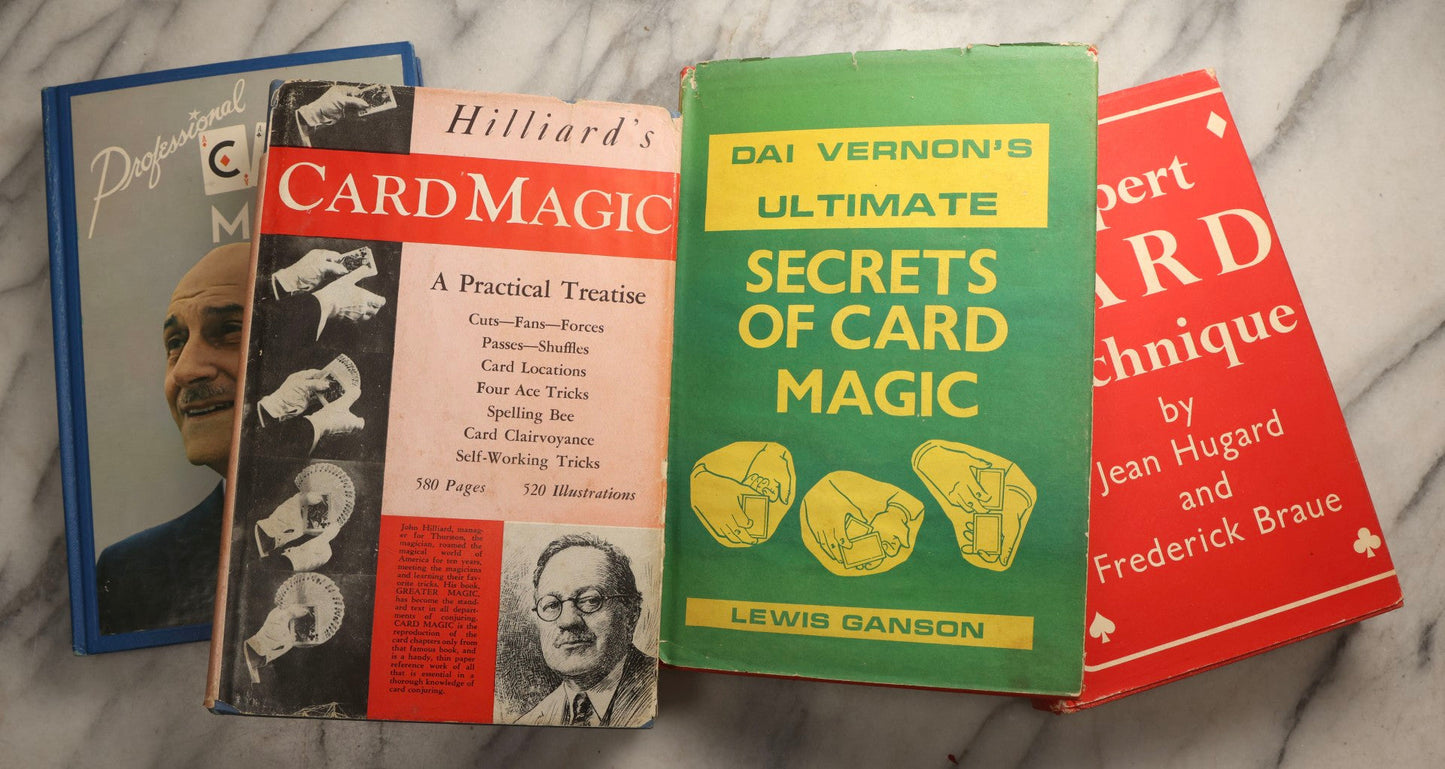 Professional
C A
M
Hilliard's
CARD MAGIC
A Practical Treatise
Cuts—Fans—Forces
Passes—Shuffles
Card Locations
Four Ace Tricks
Spelling Bee
Card Clairvoyance
Self-Working Tricks
580 Pages 520 Illustrations
John Hilliard, manag-
er for Thurston, the
magician, roamed the
magical world of
America for ten years,
meeting the magicians
and learning their fav-
orite tricks. His book,
GREATER MAGIC,
has become the stand-
ard text in all depart-
ments of conjuring.
CARD MAGIC is the
reproduction of the
card chapters only from
that famous book, and
is a handy, thin paper
reference work of all
that is essential in a
thorough knowledge of
card conjuring.
DAI VERNON'S
ULTIMATE
SECRETS
OF CARD
MAGIC
LEWIS GANSON
pert
ARD
chnique
by
Jean Hugard
and
Frederick Braue